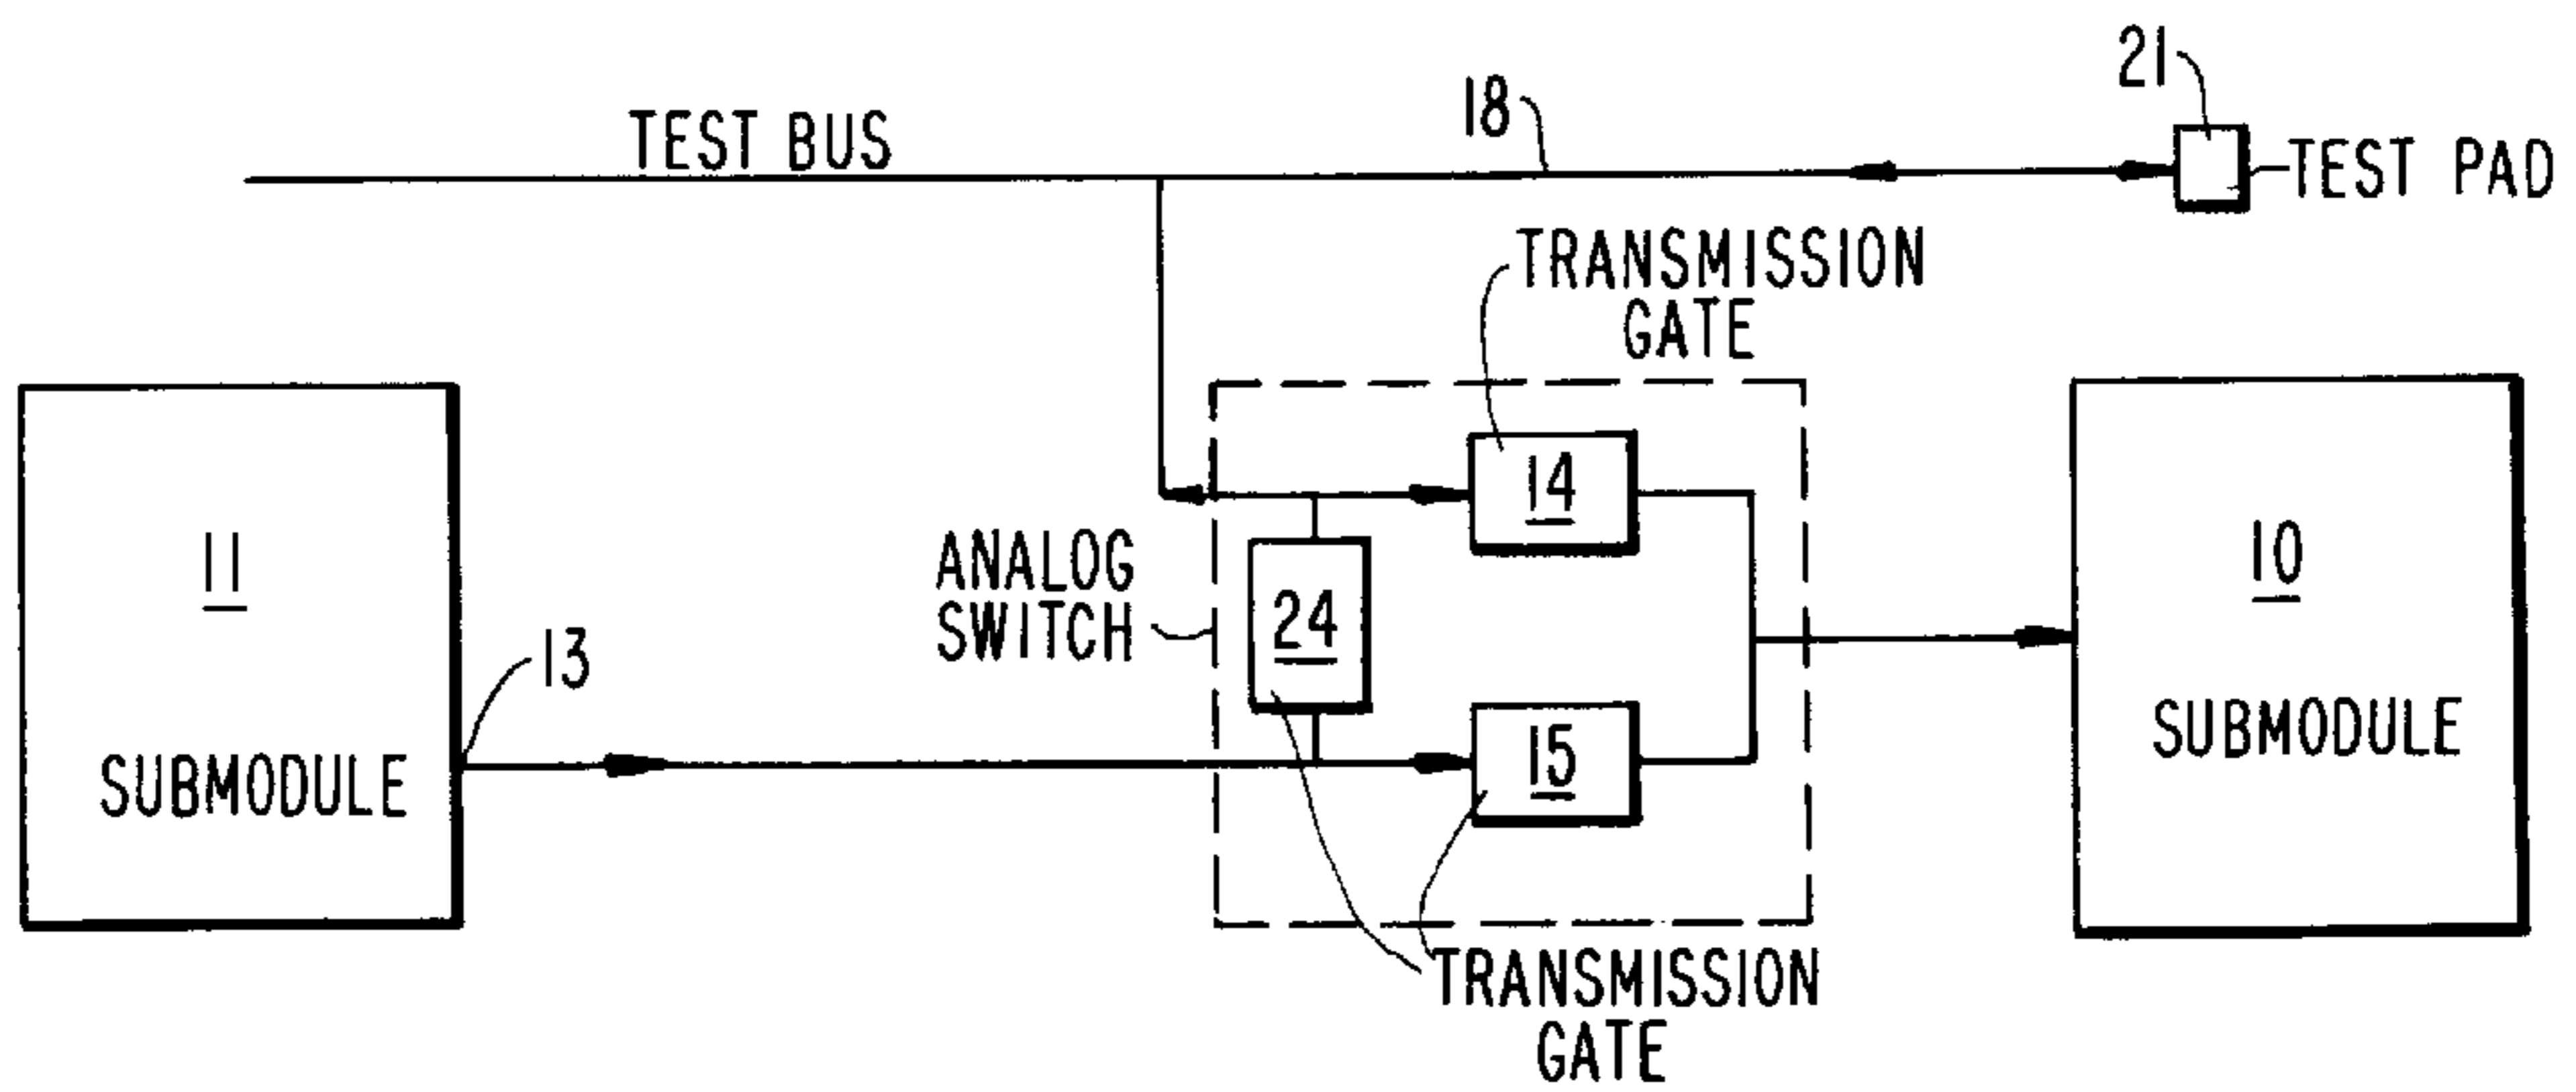 21
TEST BUS
18
TEST PAD
TRANSMISSION
GATE
14
11
ANALOG
SWITCH
24
10
13
SUBMODULE
15
SUBMODULE
TRANSMISSION
GATE